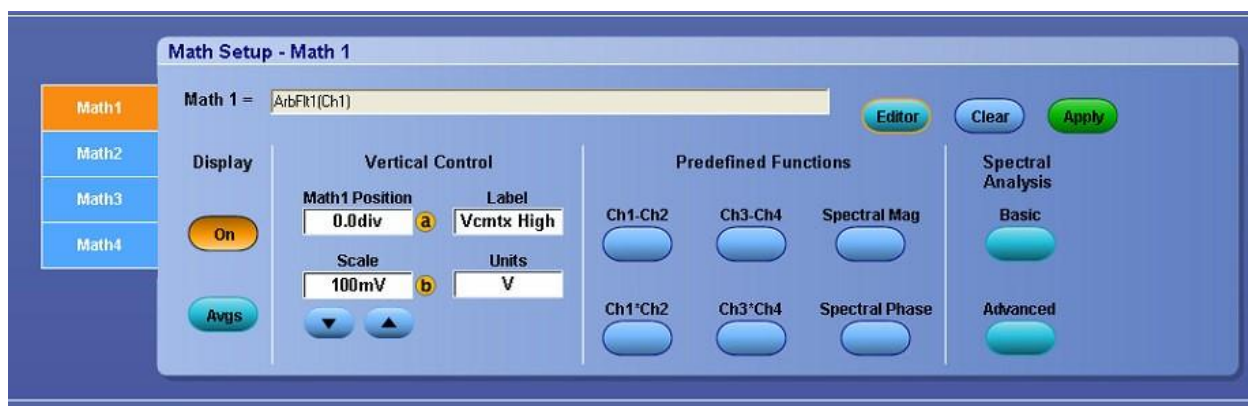 Math Setup - Math 1
Math1
Math2
Math3
Math4
Math 1 = ArbFlt1(Ch1)
Editor Clear Apply
Display
On
Avgs
Vertical Control
Math1 Position Label
0.0div a Vcmtx High
Scale Units
100mV b V
Predefined Functions
Ch1-Ch2 Ch3-Ch4 Spectral Mag
Ch1*Ch2 Ch3*Ch4 Spectral Phase
Spectral
Analysis
Basic
Advanced